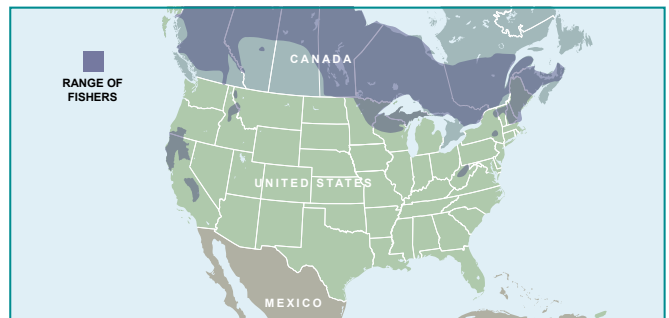 CANADA
RANGE OF
FISHERS
UNITED STATES
MEXICO